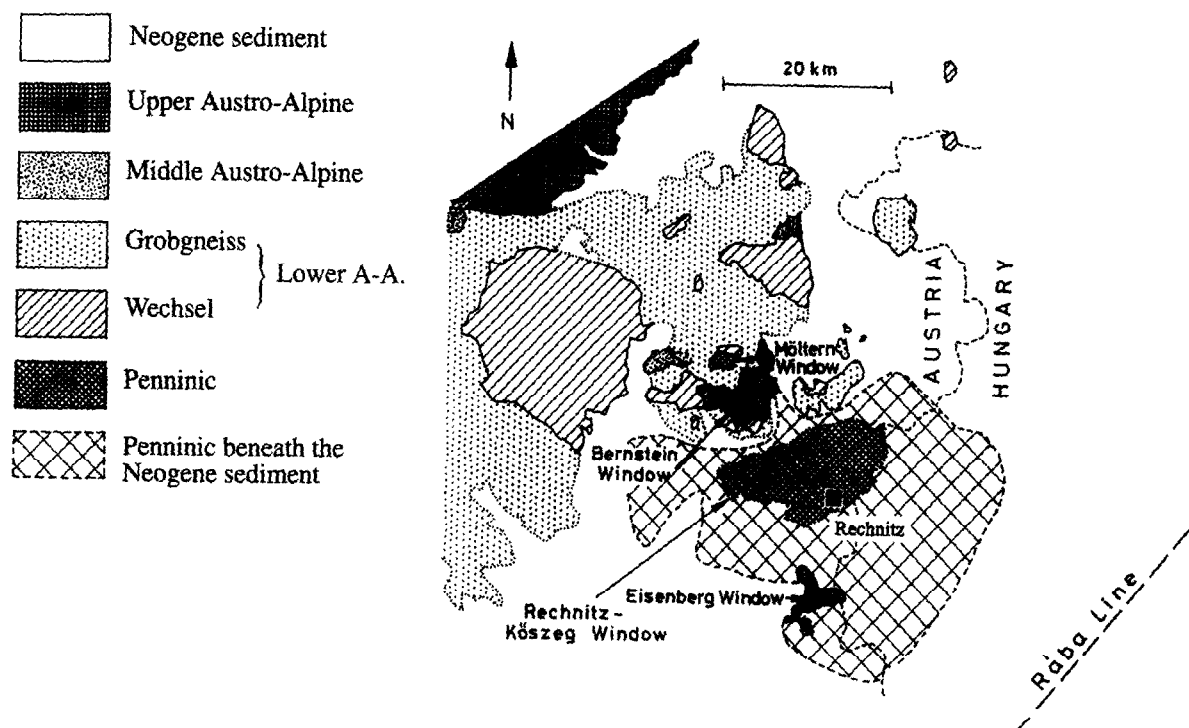 Neogene sediment
Upper Austro-Alpine
Middle Austro-Alpine
Grobgneiss
Lower A-A.
Wechsel
Penninic
Penninic beneath the
Neogene sediment
N
20 km
AUSTRIA
HUNGARY
Möltern
Window
Bernstein
Window
Rechnitz
Eisenberg Window
Rechnitz-
Köszeg Window
Ràba Line